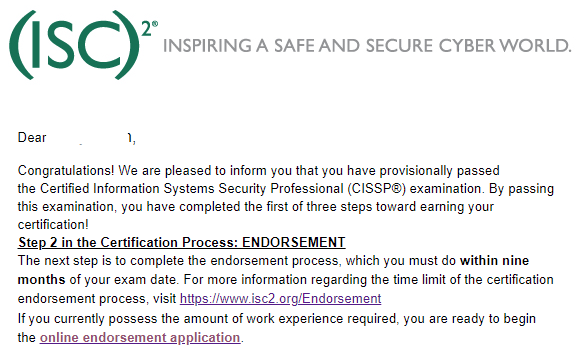 (ISC)²® INSPIRING A SAFE AND SECURE CYBER WORLD.
Dear ,
Congratulations! We are pleased to inform you that you have provisionally passed
the Certified Information Systems Security Professional (CISSP®) examination. By passing
this examination, you have completed the first of three steps toward earning your
certification!
Step 2 in the Certification Process: ENDORSEMENT
The next step is to complete the endorsement process, which you must do within nine
months of your exam date. For more information regarding the time limit of the certification
endorsement process, visit https://www.isc2.org/Endorsement
If you currently possess the amount of work experience required, you are ready to begin
the online endorsement application.